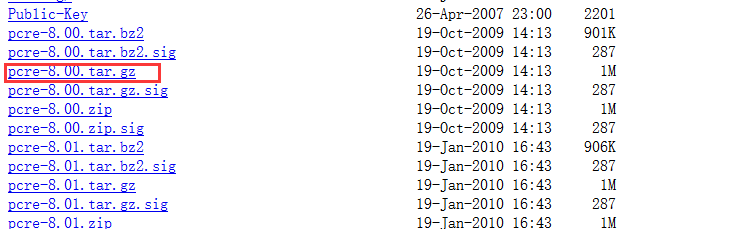 Public-Key 26-Apr-2007 23:00 2201
pcre-8.00.tar.bz2 19-Oct-2009 14:13 901K
pcre-8.00.tar.bz2.sig 19-Oct-2009 14:13 287
pcre-8.00.tar.gz 19-Oct-2009 14:13 1M
pcre-8.00.tar.gz.sig 19-Oct-2009 14:13 287
pcre-8.00.zip 19-Oct-2009 14:13 1M
pcre-8.00.zip.sig 19-Oct-2009 14:13 287
pcre-8.01.tar.bz2 19-Jan-2010 16:43 906K
pcre-8.01.tar.bz2.sig 19-Jan-2010 16:43 287
pcre-8.01.tar.gz 19-Jan-2010 16:43 1M
pcre-8.01.tar.gz.sig 19-Jan-2010 16:43 287
pcre-8.01.zip 19-Jan-2010 16:43 1M